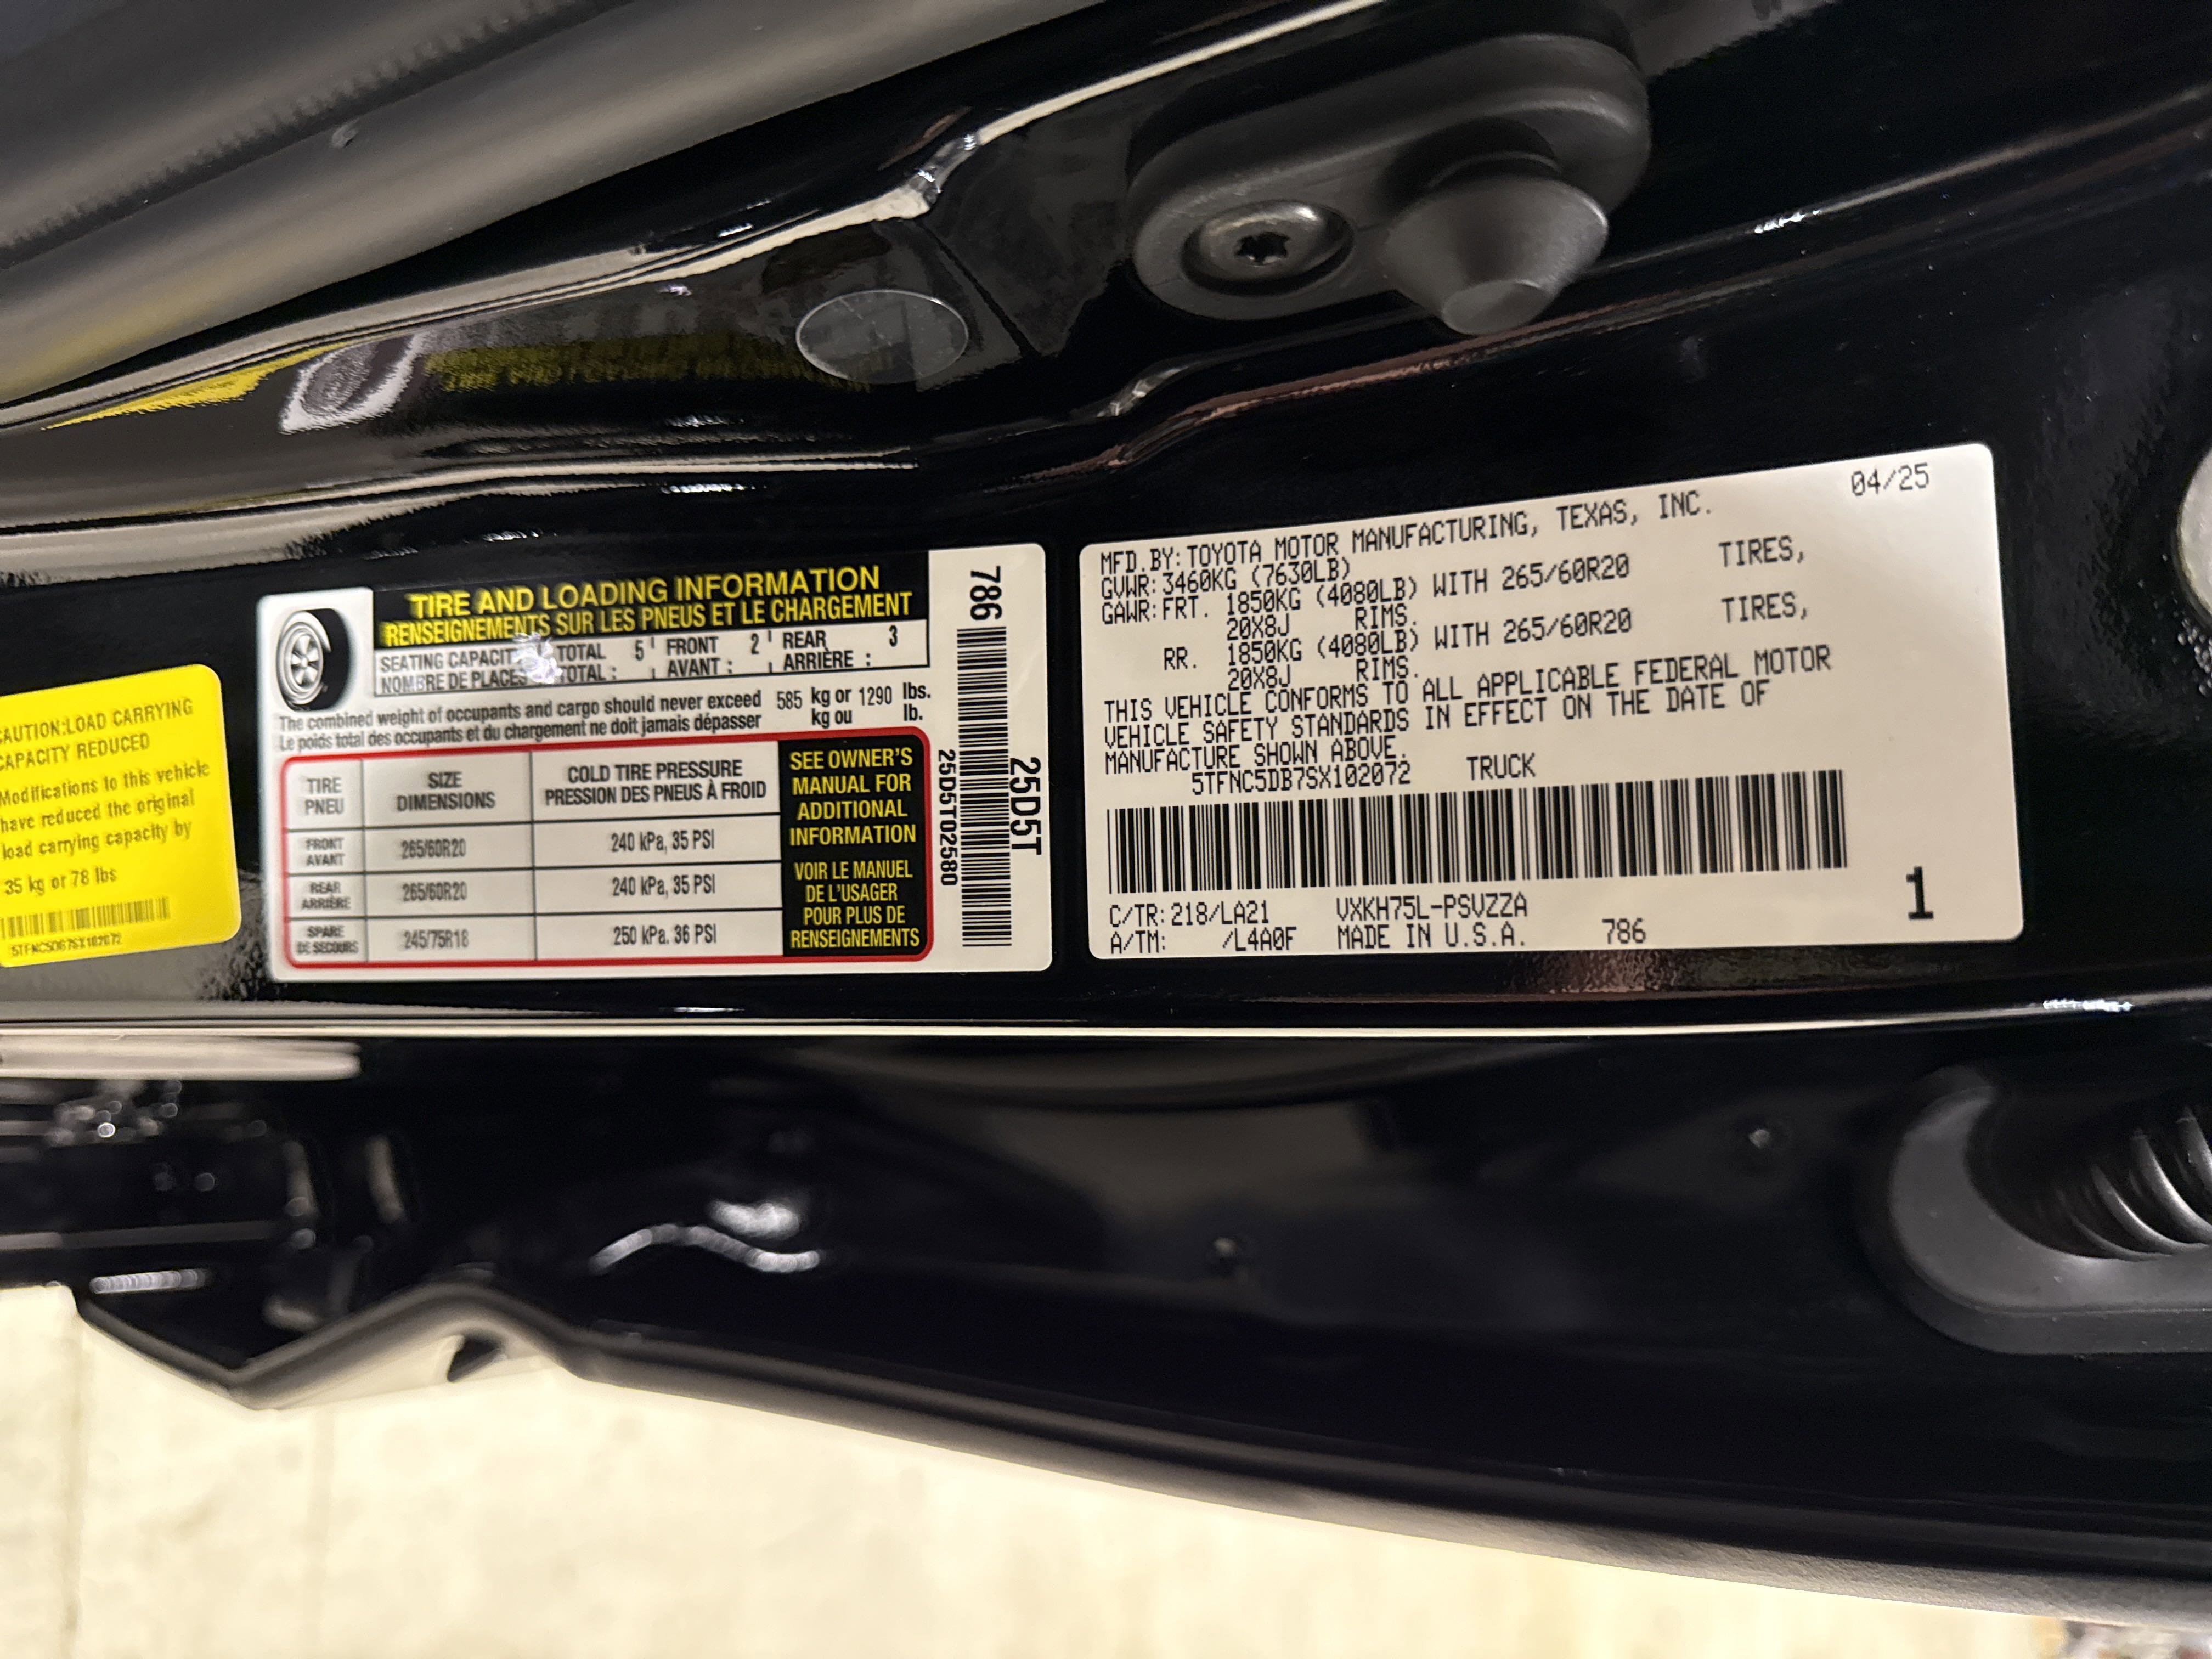 CAUTION:LOAD CARRYING
CAPACITY REDUCED
Modifications to this vehicle
have reduced the original
load carrying capacity by
35 kg or 78 lbs
5TFNC5DB7SX102072
TIRE AND LOADING INFORMATION
RENSEIGNEMENTS SUR LES PNEUS ET LE CHARGEMENT
SEATING CAPACITY TOTAL 5 FRONT 2 REAR 3
NOMBRE DE PLACES TOTAL : AVANT : ARRIÈRE :
The combined weight of occupants and cargo should never exceed 585 kg or 1290 lbs.
Le poids total des occupants et du chargement ne doit jamais dépasser kg ou lb.
TIRE SIZE COLD TIRE PRESSURE
PNEU DIMENSIONS PRESSION DES PNEUS À FROID
FRONT
AVANT 265/60R20 240 kPa, 35 PSI
REAR
ARRIÈRE 265/60R20 240 kPa, 35 PSI
SPARE
DE SECOURS 245/75R18 250 kPa. 36 PSI
SEE OWNER'S
MANUAL FOR
ADDITIONAL
INFORMATION
VOIR LE MANUEL
DE L'USAGER
POUR PLUS DE
RENSEIGNEMENTS
786
25D5T
25D5T02580
04/25
MFD.BY:TOYOTA MOTOR MANUFACTURING, TEXAS, INC.
GVWR:3460KG (7630LB)
GAWR:FRT. 1850KG (4080LB) WITH 265/60R20 TIRES,
20X8J RIMS.
RR. 1850KG (4080LB) WITH 265/60R20 TIRES,
20X8J RIMS.
THIS VEHICLE CONFORMS TO ALL APPLICABLE FEDERAL MOTOR
VEHICLE SAFETY STANDARDS IN EFFECT ON THE DATE OF
MANUFACTURE SHOWN ABOVE.
5TFNC5DB7SX102072 TRUCK
C/TR:218/LA21 VXKH75L-PSVZZA
A/TM: /L4A0F MADE IN U.S.A. 786
1